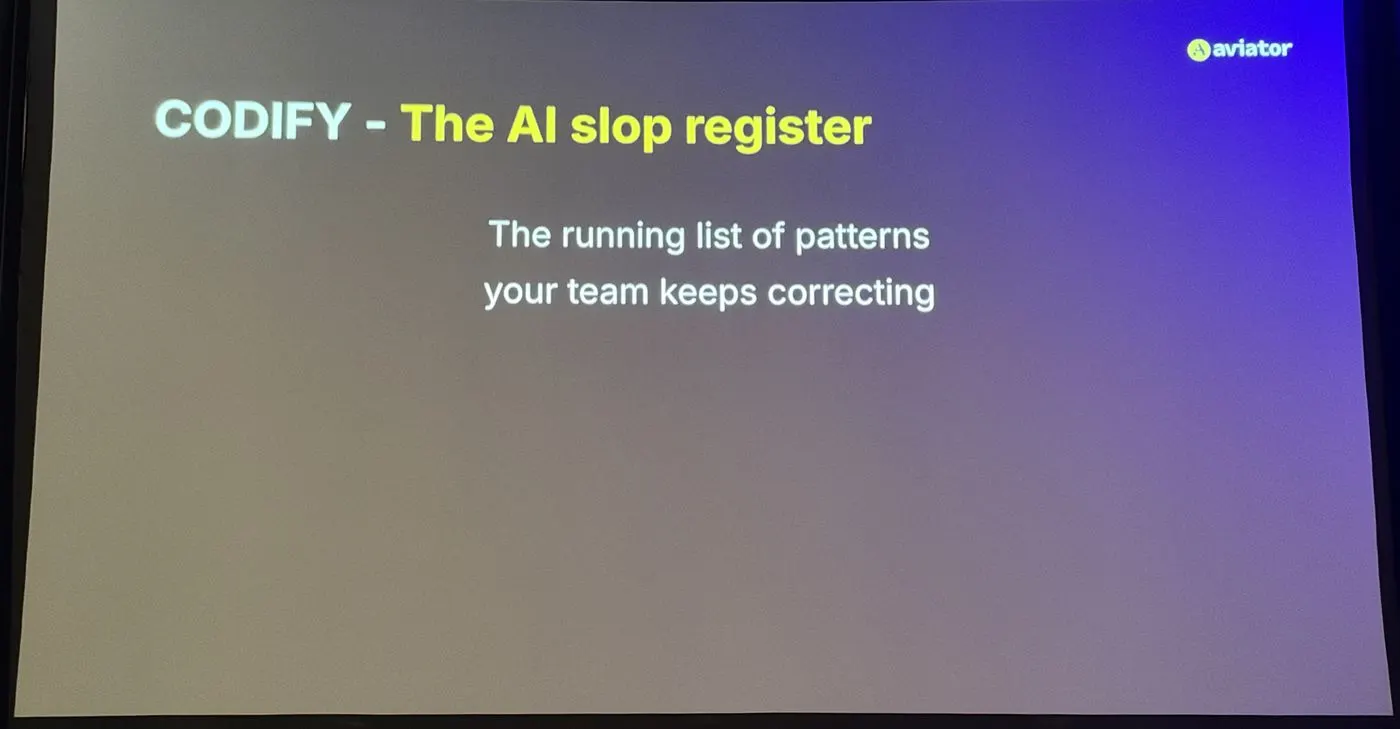 aviator
CODIFY - The AI slop register
The running list of patterns
your team keeps correcting